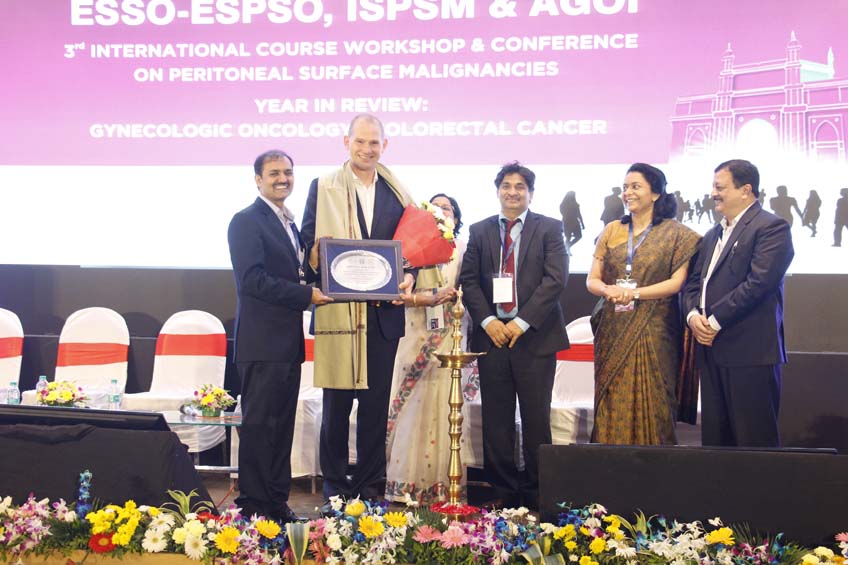 ESSO-ESPSO, ISPSM & AGOI
3rd INTERNATIONAL COURSE WORKSHOP & CONFERENCE
ON PERITONEAL SURFACE MALIGNANCIES
YEAR IN REVIEW:
GYNECOLOGIC ONCOLOGY COLORECTAL CANCER